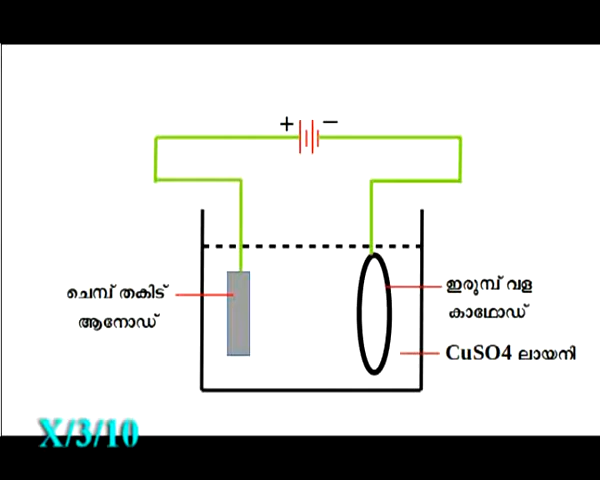 + −
ചെമ്പ് തകിട്
ആനോഡ്
ഇരുമ്പ് വള
കാഥോഡ്
CuSO4 ലായനി
X/3/10